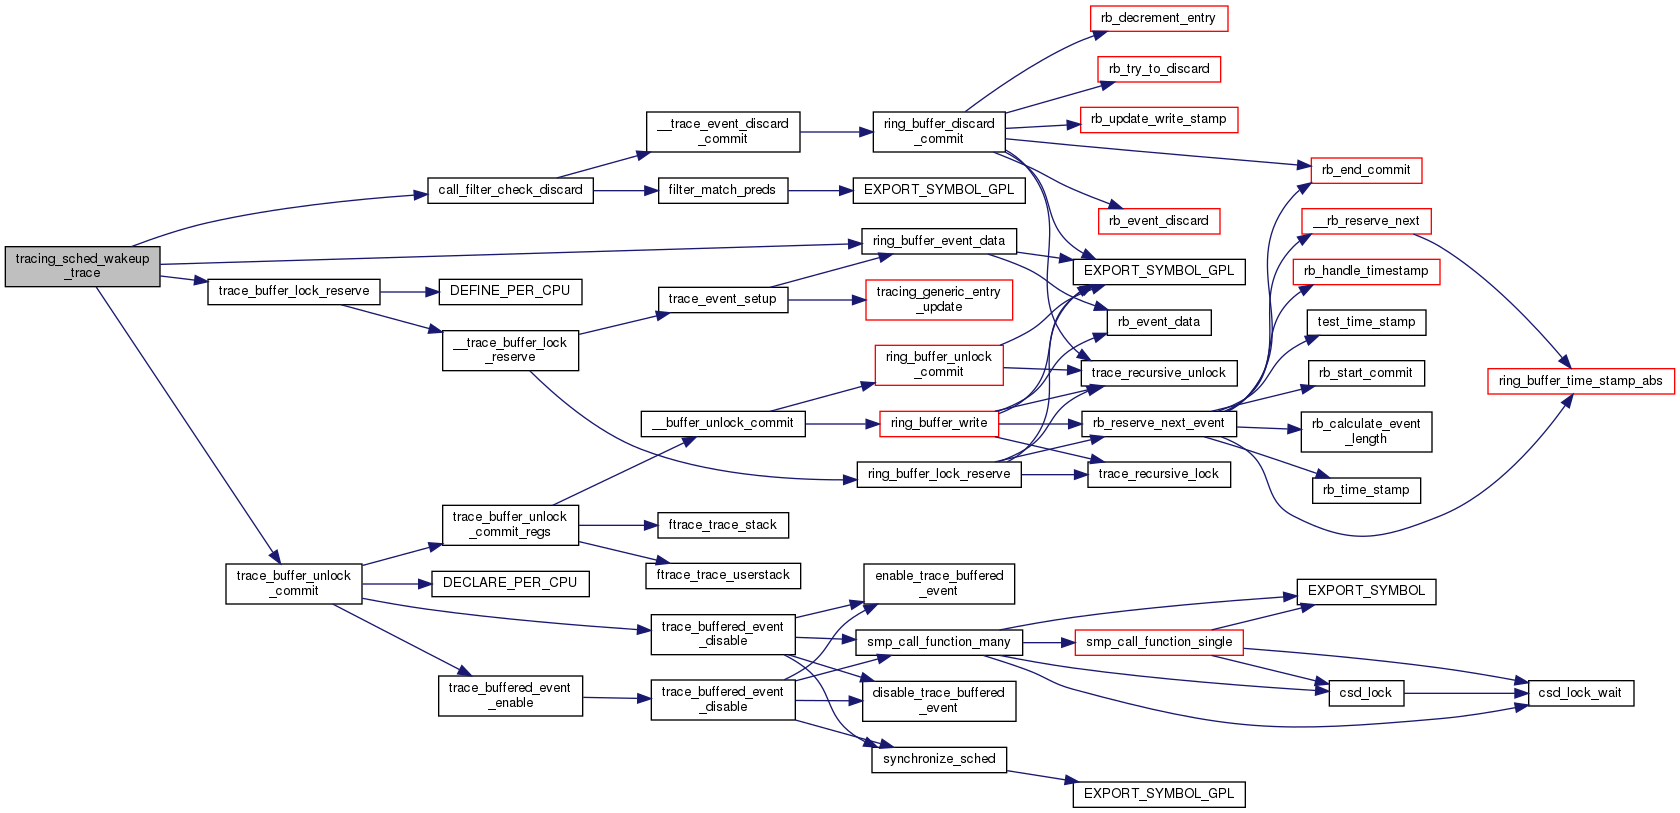 rb_decrement_entry
rb_try_to_discard
__trace_event_discard
_commit
ring_buffer_discard
_commit
rb_update_write_stamp
rb_end_commit
call_filter_check_discard
filter_match_preds
EXPORT_SYMBOL_GPL
rb_event_discard
__rb_reserve_next
tracing_sched_wakeup
_trace
ring_buffer_event_data
EXPORT_SYMBOL_GPL
rb_handle_timestamp
trace_buffer_lock_reserve
DEFINE_PER_CPU
trace_event_setup
tracing_generic_entry
_update
rb_event_data
test_time_stamp
__trace_buffer_lock
_reserve
ring_buffer_unlock
_commit
trace_recursive_unlock
rb_start_commit
ring_buffer_time_stamp_abs
__buffer_unlock_commit
ring_buffer_write
rb_reserve_next_event
rb_calculate_event
_length
ring_buffer_lock_reserve
trace_recursive_lock
rb_time_stamp
trace_buffer_unlock
_commit_regs
ftrace_trace_stack
trace_buffer_unlock
_commit
DECLARE_PER_CPU
ftrace_trace_userstack
enable_trace_buffered
_event
EXPORT_SYMBOL
trace_buffered_event
_disable
smp_call_function_many
smp_call_function_single
trace_buffered_event
_enable
trace_buffered_event
_disable
disable_trace_buffered
_event
csd_lock
csd_lock_wait
synchronize_sched
EXPORT_SYMBOL_GPL